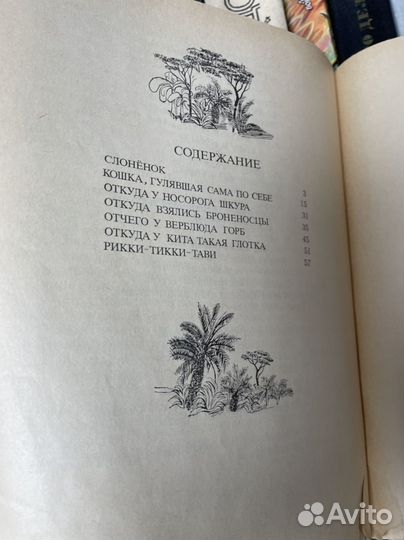 СОДЕРЖАНИЕ
СЛОНЁНОК 3
КОШКА, ГУЛЯВШАЯ САМА ПО СЕБЕ 15
ОТКУДА У НОСОРОГА ШКУРА 31
ОТКУДА ВЗЯЛИСЬ БРОНЕНОСЦЫ 35
ОТЧЕГО У ВЕРБЛЮДА ГОРБ 45
ОТКУДА У КИТА ТАКАЯ ГЛОТКА 51
РИККИ-ТИККИ-ТАВИ 57
Avito